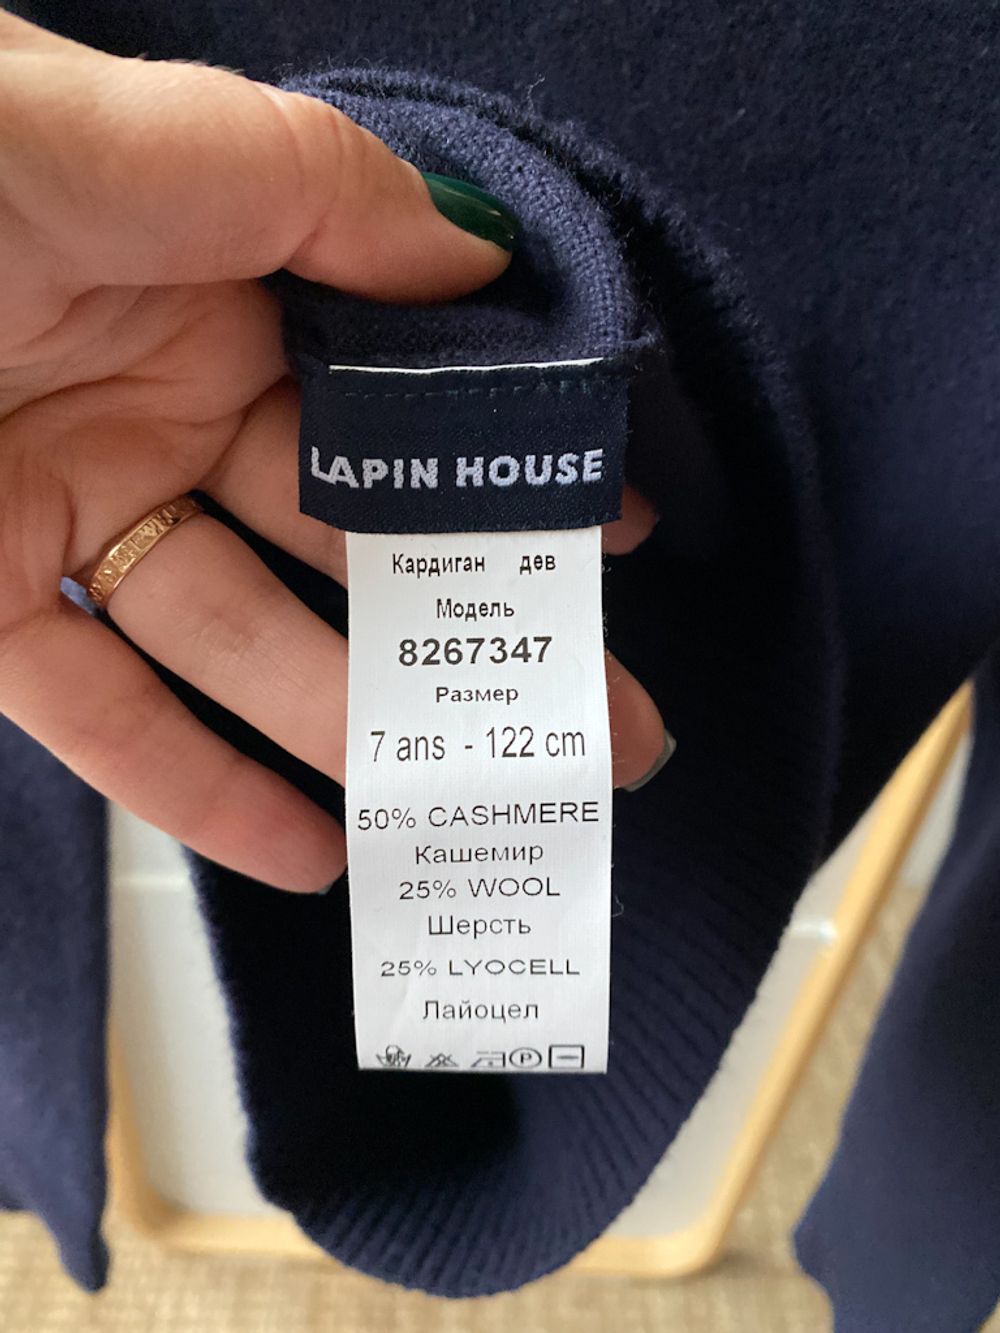 LAPIN HOUSE
Кардиган дев
Модель
8267347
Размер
7 ans - 122 cm
50% CASHMERE
Кашемир
25% WOOL
Шерсть
25% LYOCELL
Лайоцел
P